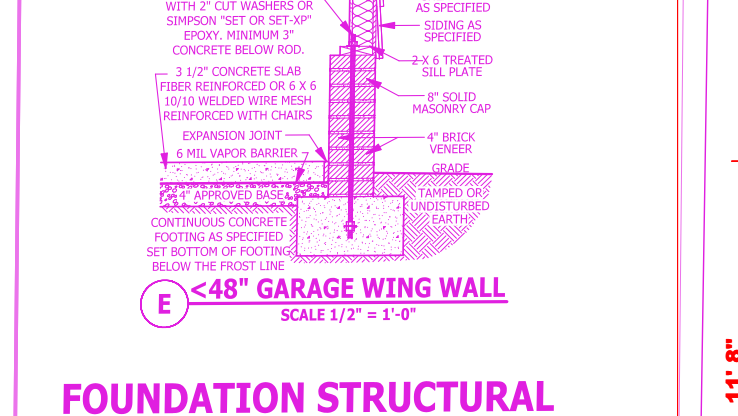 WITH 2" CUT WASHERS OR
SIMPSON "SET OR SET-XP"
EPOXY. MINIMUM 3"
CONCRETE BELOW ROD.
AS SPECIFIED
SIDING AS
SPECIFIED
2 X 6 TREATED
SILL PLATE
3 1/2" CONCRETE SLAB
FIBER REINFORCED OR 6 X 6
10/10 WELDED WIRE MESH
REINFORCED WITH CHAIRS
8" SOLID
MASONRY CAP
EXPANSION JOINT
6 MIL VAPOR BARRIER
4" BRICK
VENEER
GRADE
4" APPROVED BASE
TAMPED OR
UNDISTURBED
EARTH
CONTINUOUS CONCRETE
FOOTING AS SPECIFIED
SET BOTTOM OF FOOTING
BELOW THE FROST LINE
E
<48" GARAGE WING WALL
SCALE 1/2" = 1'-0"
FOUNDATION STRUCTURAL
11' 8"